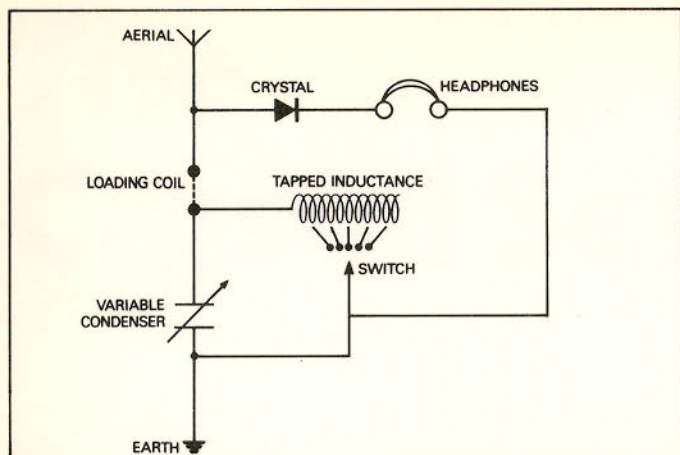 AERIAL
CRYSTAL
HEADPHONES
LOADING COIL
TAPPED INDUCTANCE
SWITCH
VARIABLE
CONDENSER
EARTH